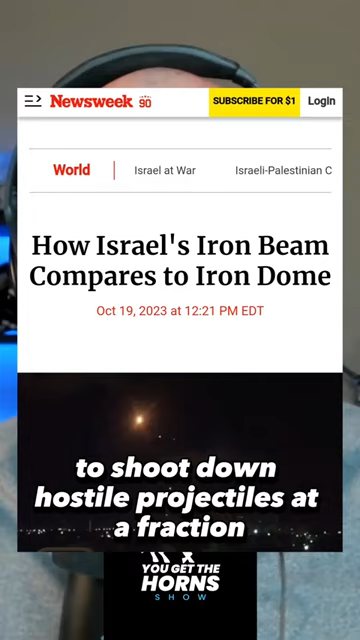 Newsweek 90
SUBSCRIBE FOR $1
Login
World
Israel at War
Israeli-Palestinian C
How Israel's Iron Beam
Compares to Iron Dome
Oct 19, 2023 at 12:21 PM EDT
to shoot down
hostile projectiles at
a fraction
YOU GET THE
HORNS
SHOW